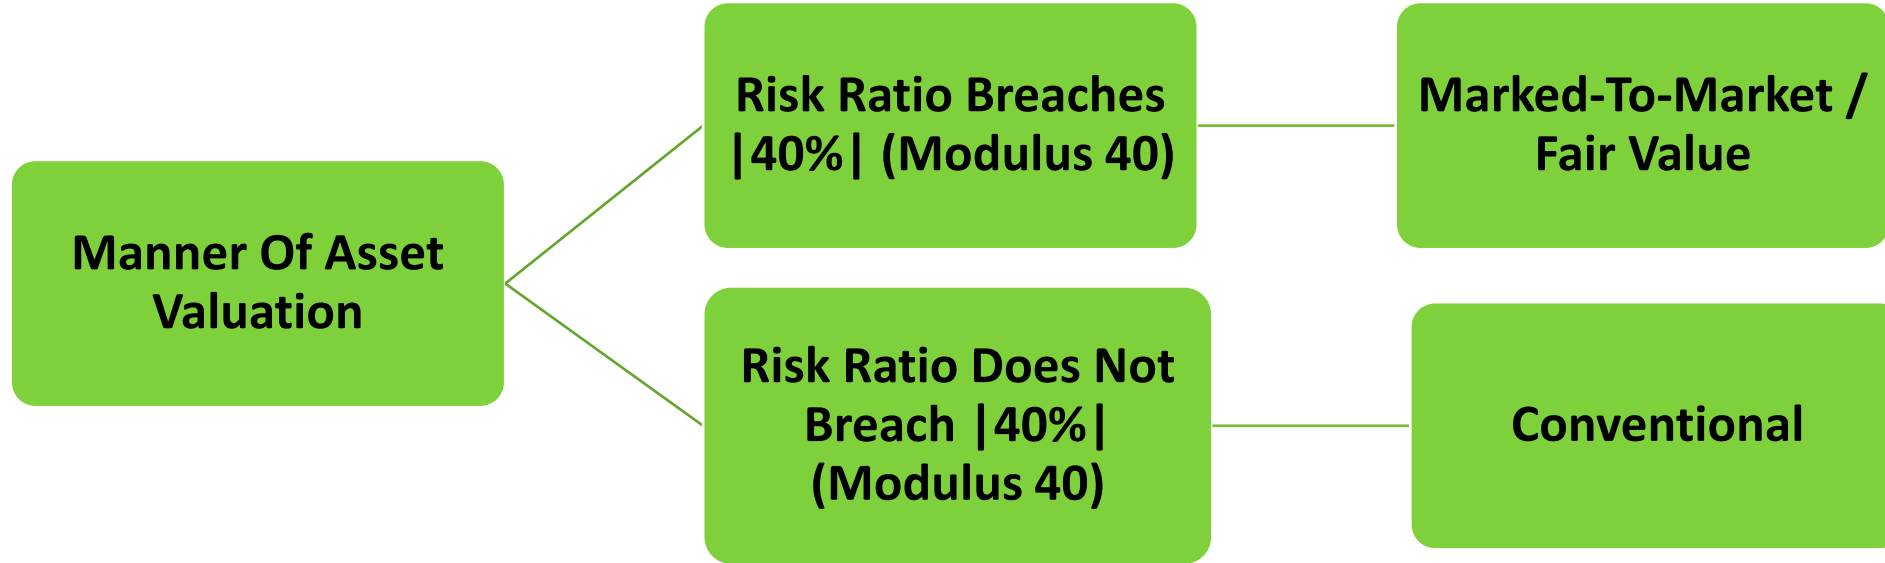 Manner Of Asset
Valuation
Risk Ratio Breaches
|40%| (Modulus 40)
Marked-To-Market /
Fair Value
Risk Ratio Does Not
Breach |40%|
(Modulus 40)
Conventional